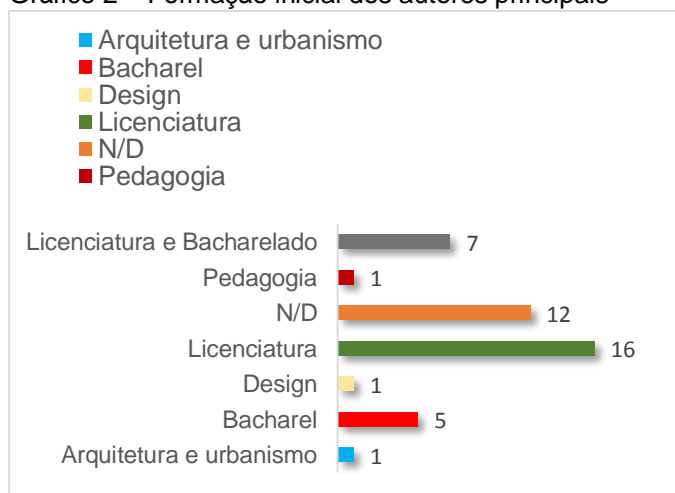 Gráfico 2 – Formação inicial dos autores principais
Arquitetura e urbanismo
Bacharel
Design
Licenciatura
N/D
Pedagogia
Licenciatura e Bacharelado 7
Pedagogia 1
N/D 12
Licenciatura 16
Design 1
Bacharel 5
Arquitetura e urbanismo 1